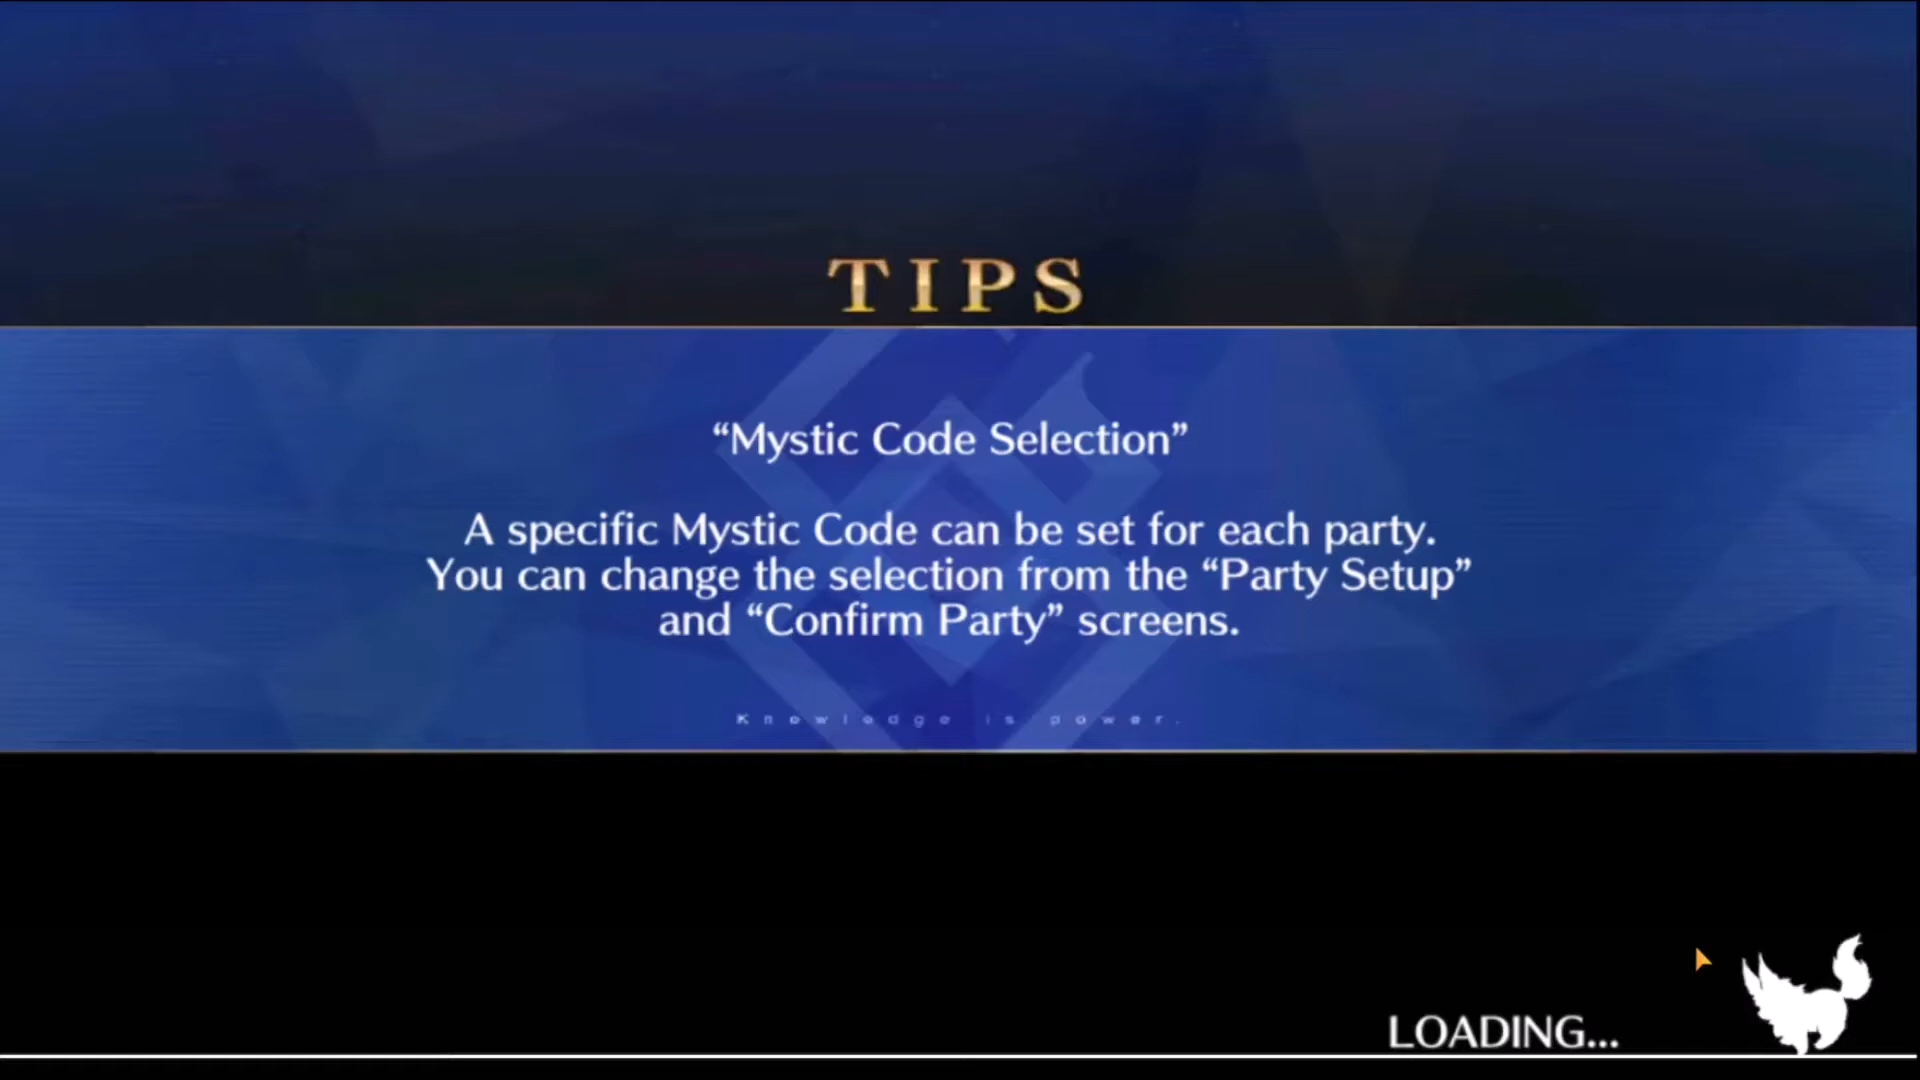 TIPS
“Mystic Code Selection”
A specific Mystic Code can be set for each party.
You can change the selection from the “Party Setup”
and “Confirm Party” screens.
Knowledge is power.
LOADING...